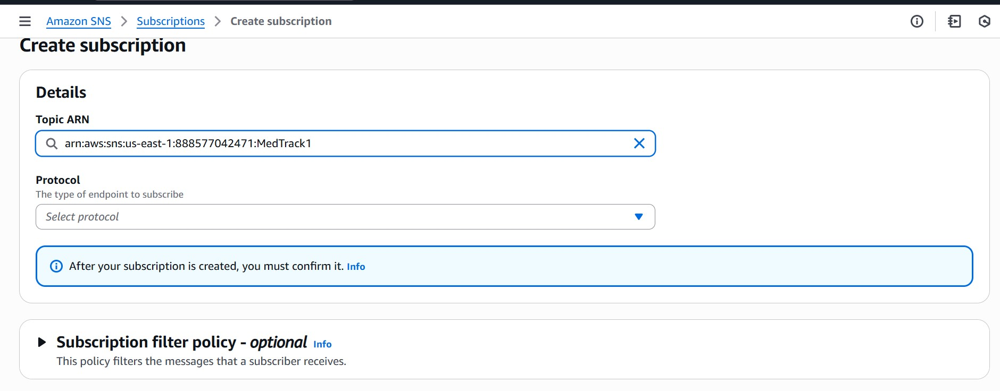 Amazon SNS > Subscriptions > Create subscription
Create subscription
Details
Topic ARN
arn:aws:sns:us-east-1:888577042471:MedTrack1
Protocol
The type of endpoint to subscribe
Select protocol
After your subscription is created, you must confirm it. Info
Subscription filter policy - optional Info
This policy filters the messages that a subscriber receives.